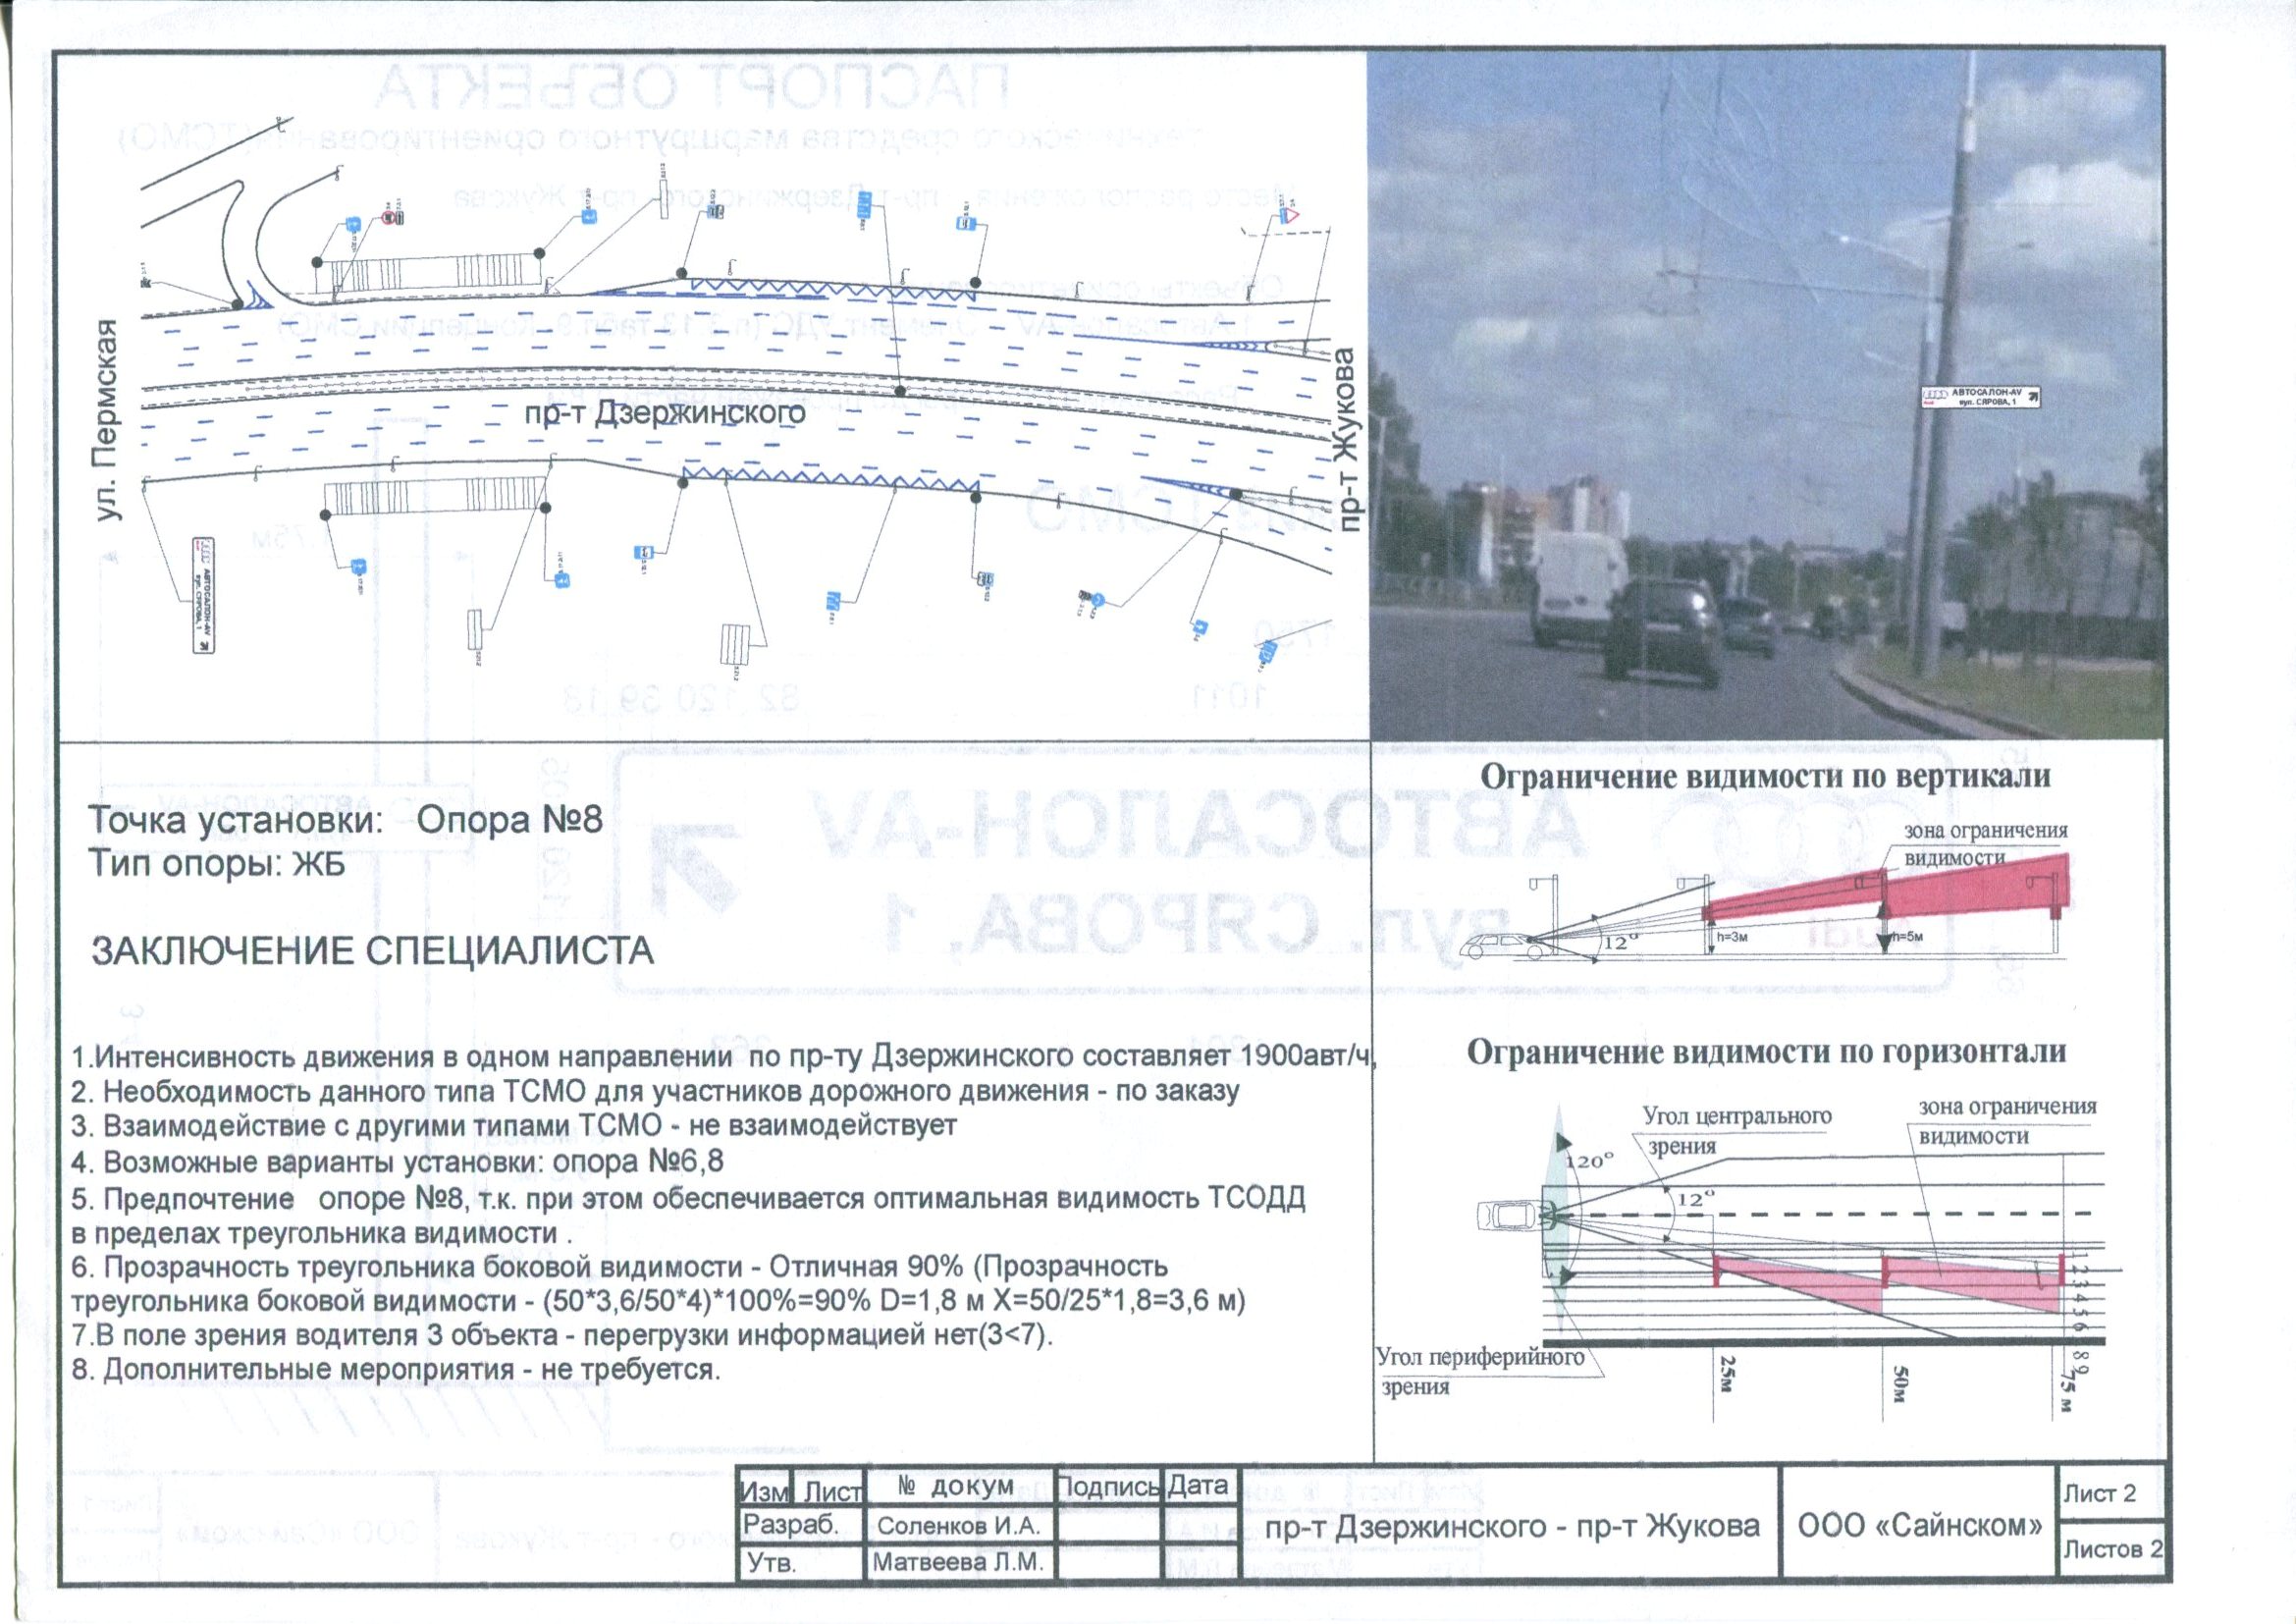 ул. Пермская
пр-т Дзержинского
пр-т Жукова
АВТОСАЛОН-AV
вул. СЯРОВА, 1
АВТОСАЛОН-AV
вул. СЯРОВА, 1
Точка установки: Опора №8
Тип опоры: ЖБ
ЗАКЛЮЧЕНИЕ СПЕЦИАЛИСТА
1.Интенсивность движения в одном направлении по пр-ту Дзержинского составляет 1900авт/ч,
2. Необходимость данного типа ТСМО для участников дорожного движения - по заказу
3. Взаимодействие с другими типами ТСМО - не взаимодействует
4. Возможные варианты установки: опора №6,8
5. Предпочтение опоре №8, т.к. при этом обеспечивается оптимальная видимость ТСОДД
в пределах треугольника видимости .
6. Прозрачность треугольника боковой видимости - Отличная 90% (Прозрачность
треугольника боковой видимости - (50*3,6/50*4)*100%=90% D=1,8 м X=50/25*1,8=3,6 м)
7.В поле зрения водителя 3 объекта - перегрузки информацией нет(3<7).
8. Дополнительные мероприятия - не требуется.
Ограничение видимости по вертикали
зона ограничения
видимости
12°
h=3м
h=5м
Ограничение видимости по горизонтали
Угол центрального
зрения
зона ограничения
видимости
120°
12°
1 2 3 4 5 6
8 9
Угол периферийного
зрения
25м
50м
75 м
Изм Лист № докум Подпись Дата
Разраб. Соленков И.А.
Утв. Матвеева Л.М.
пр-т Дзержинского - пр-т Жукова
ООО «Сайнском»
Лист 2
Листов 2